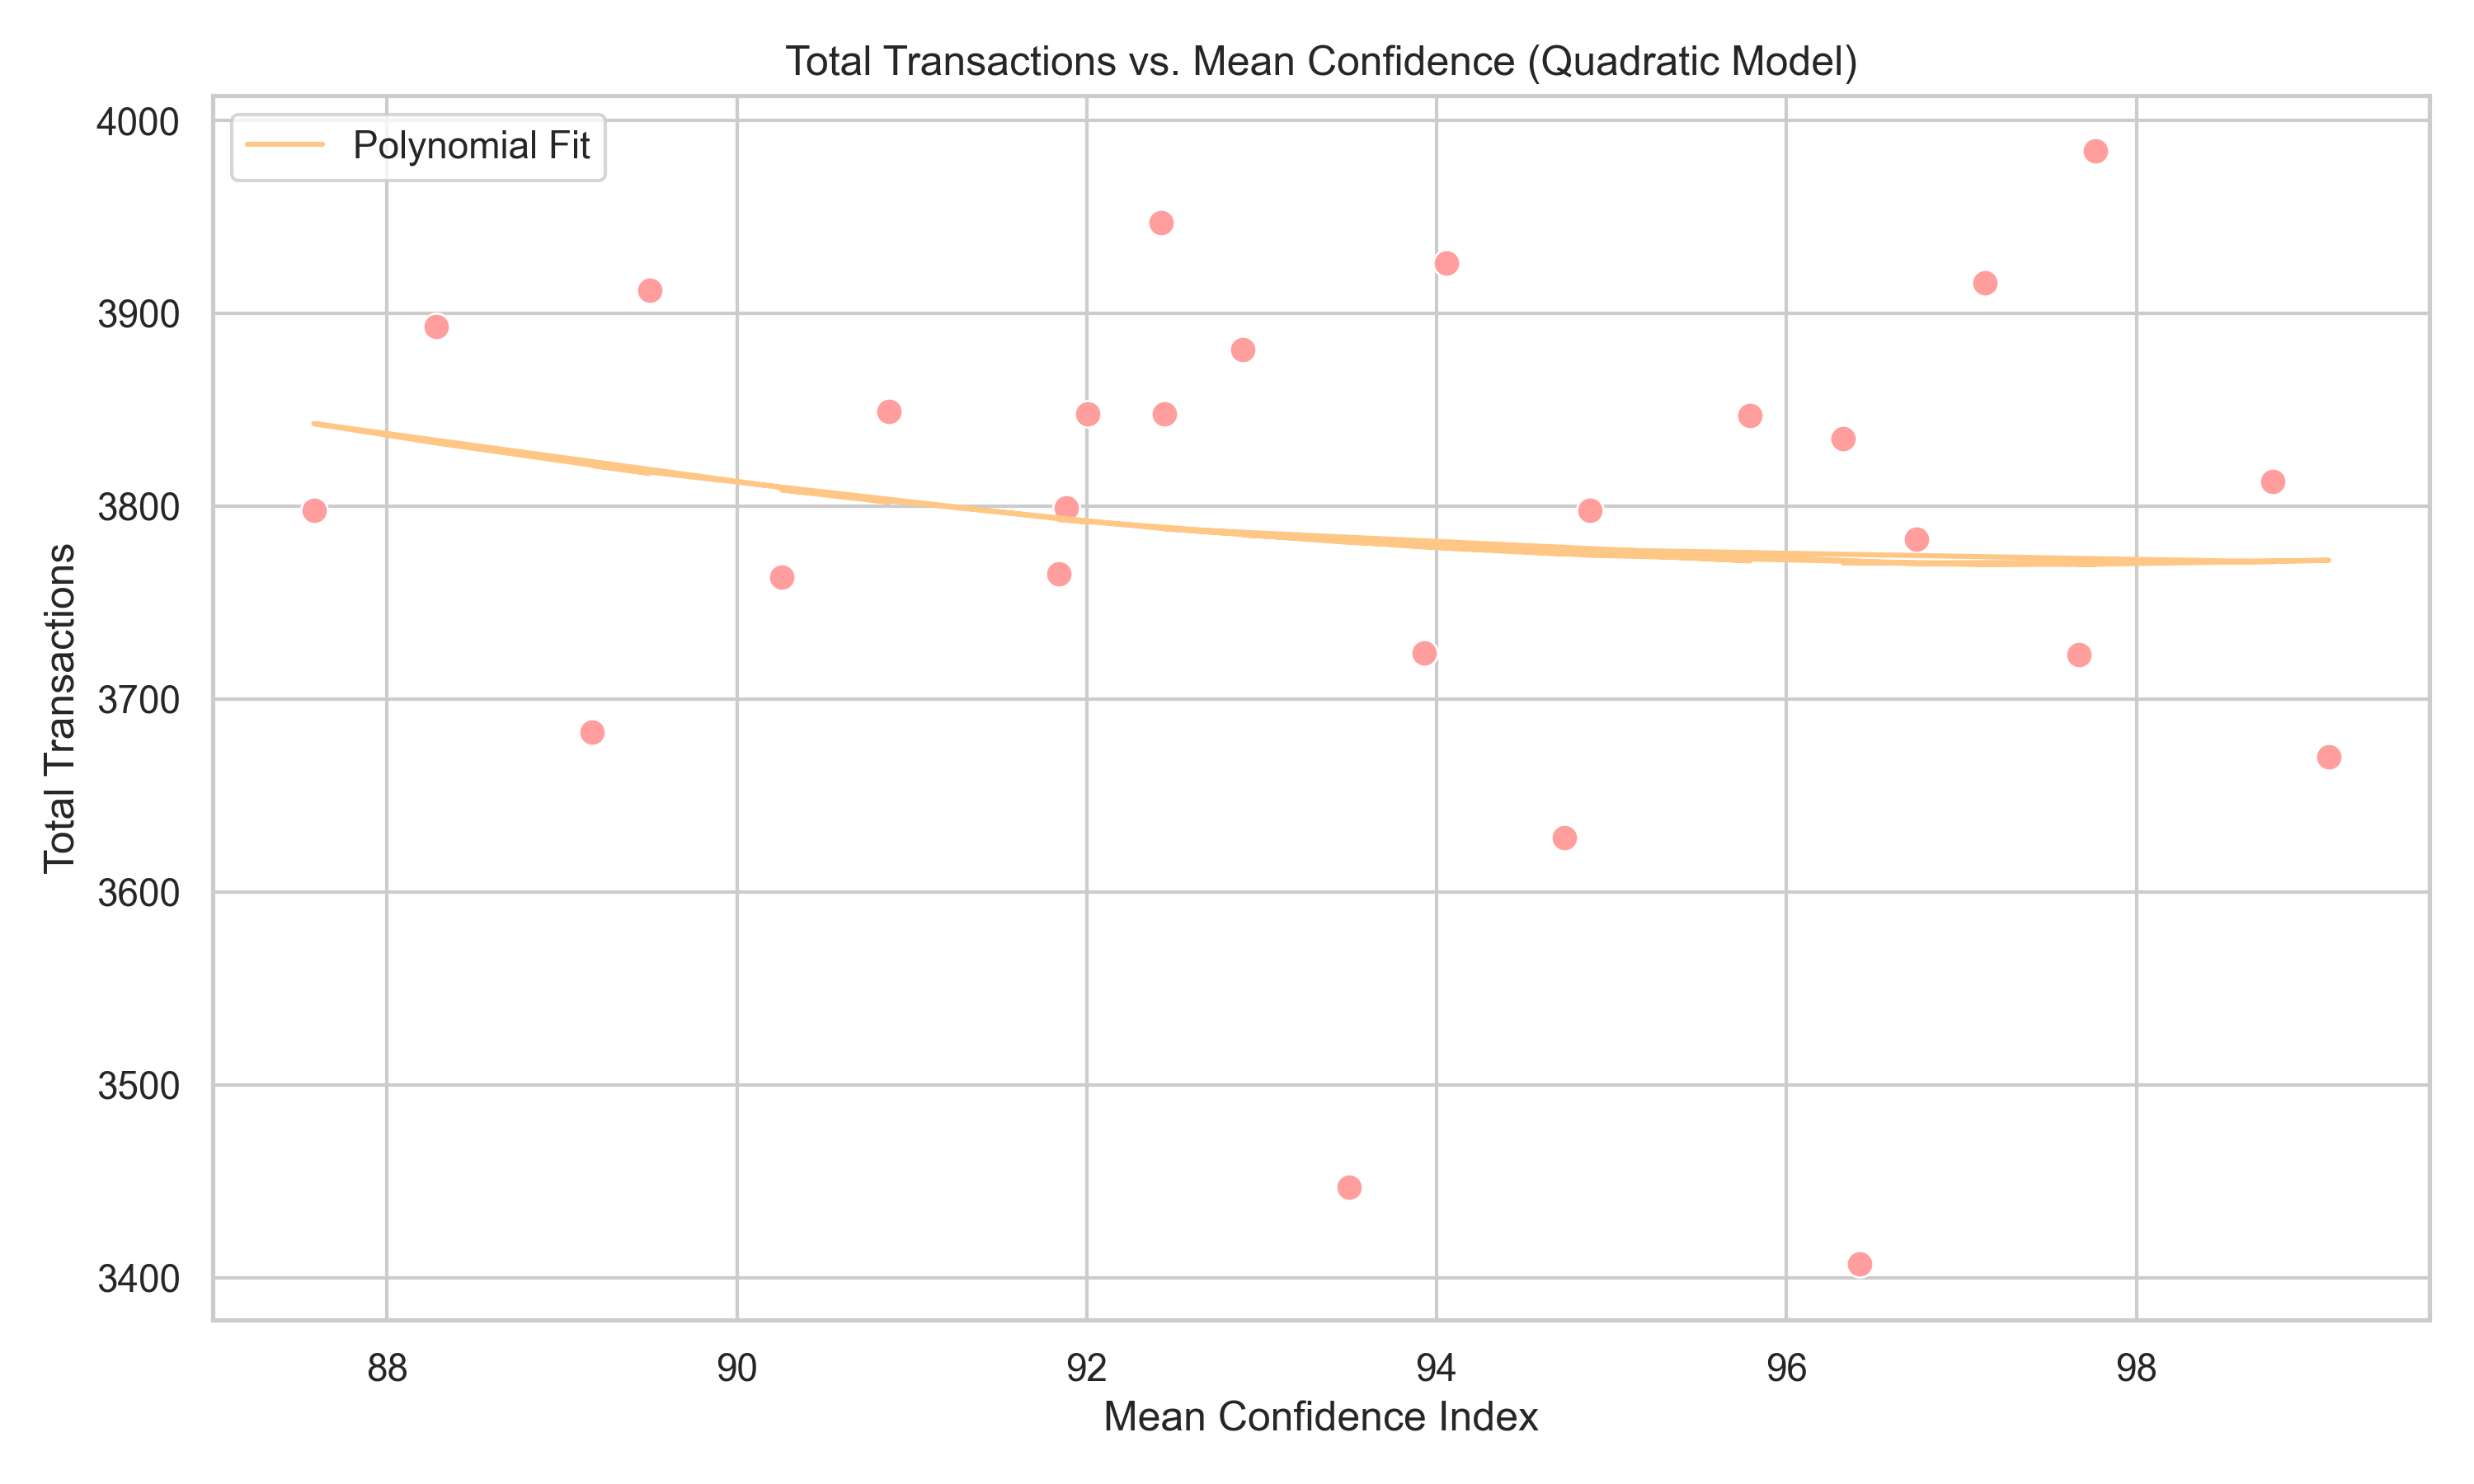 Total Transactions vs. Mean Confidence (Quadratic Model)
Polynomial Fit
Total Transactions
4000
3900
3800
3700
3600
3500
3400
88 90 92 94 96 98
Mean Confidence Index